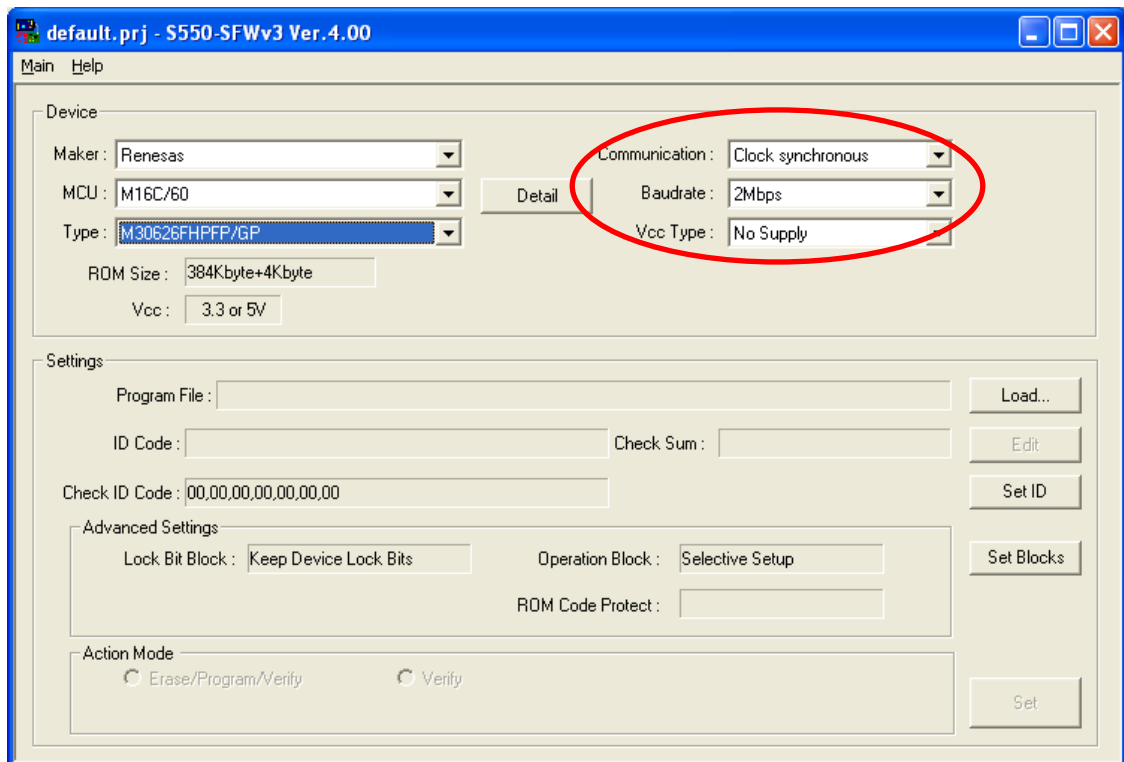 default.prj - S550-SFWv3 Ver.4.00
Main Help
Device
Maker : Renesas Communication : Clock synchronous
MCU : M16C/60 Detail Baudrate : 2Mbps
Type : M30626FHPFP/GP Vcc Type : No Supply
ROM Size : 384Kbyte+4Kbyte
Vcc : 3.3 or 5V
Settings
Program File : Load...
ID Code : Check Sum : Edit
Check ID Code : 00,00,00,00,00,00,00 Set ID
Advanced Settings
Lock Bit Block : Keep Device Lock Bits Operation Block : Selective Setup Set Blocks
ROM Code Protect :
Action Mode
Erase/Program/Verify Verify
Set